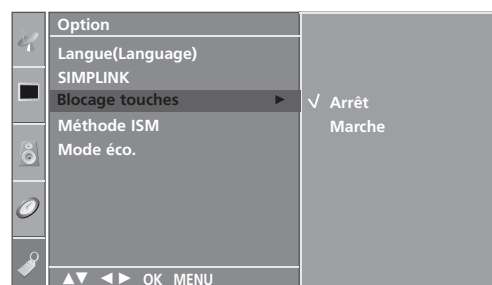 Option
Langue(Language)
SIMPLINK
Blocage touches ►
Méthode ISM
Mode éco.
√ Arrêt
Marche
▲▼ ◄► OK MENU